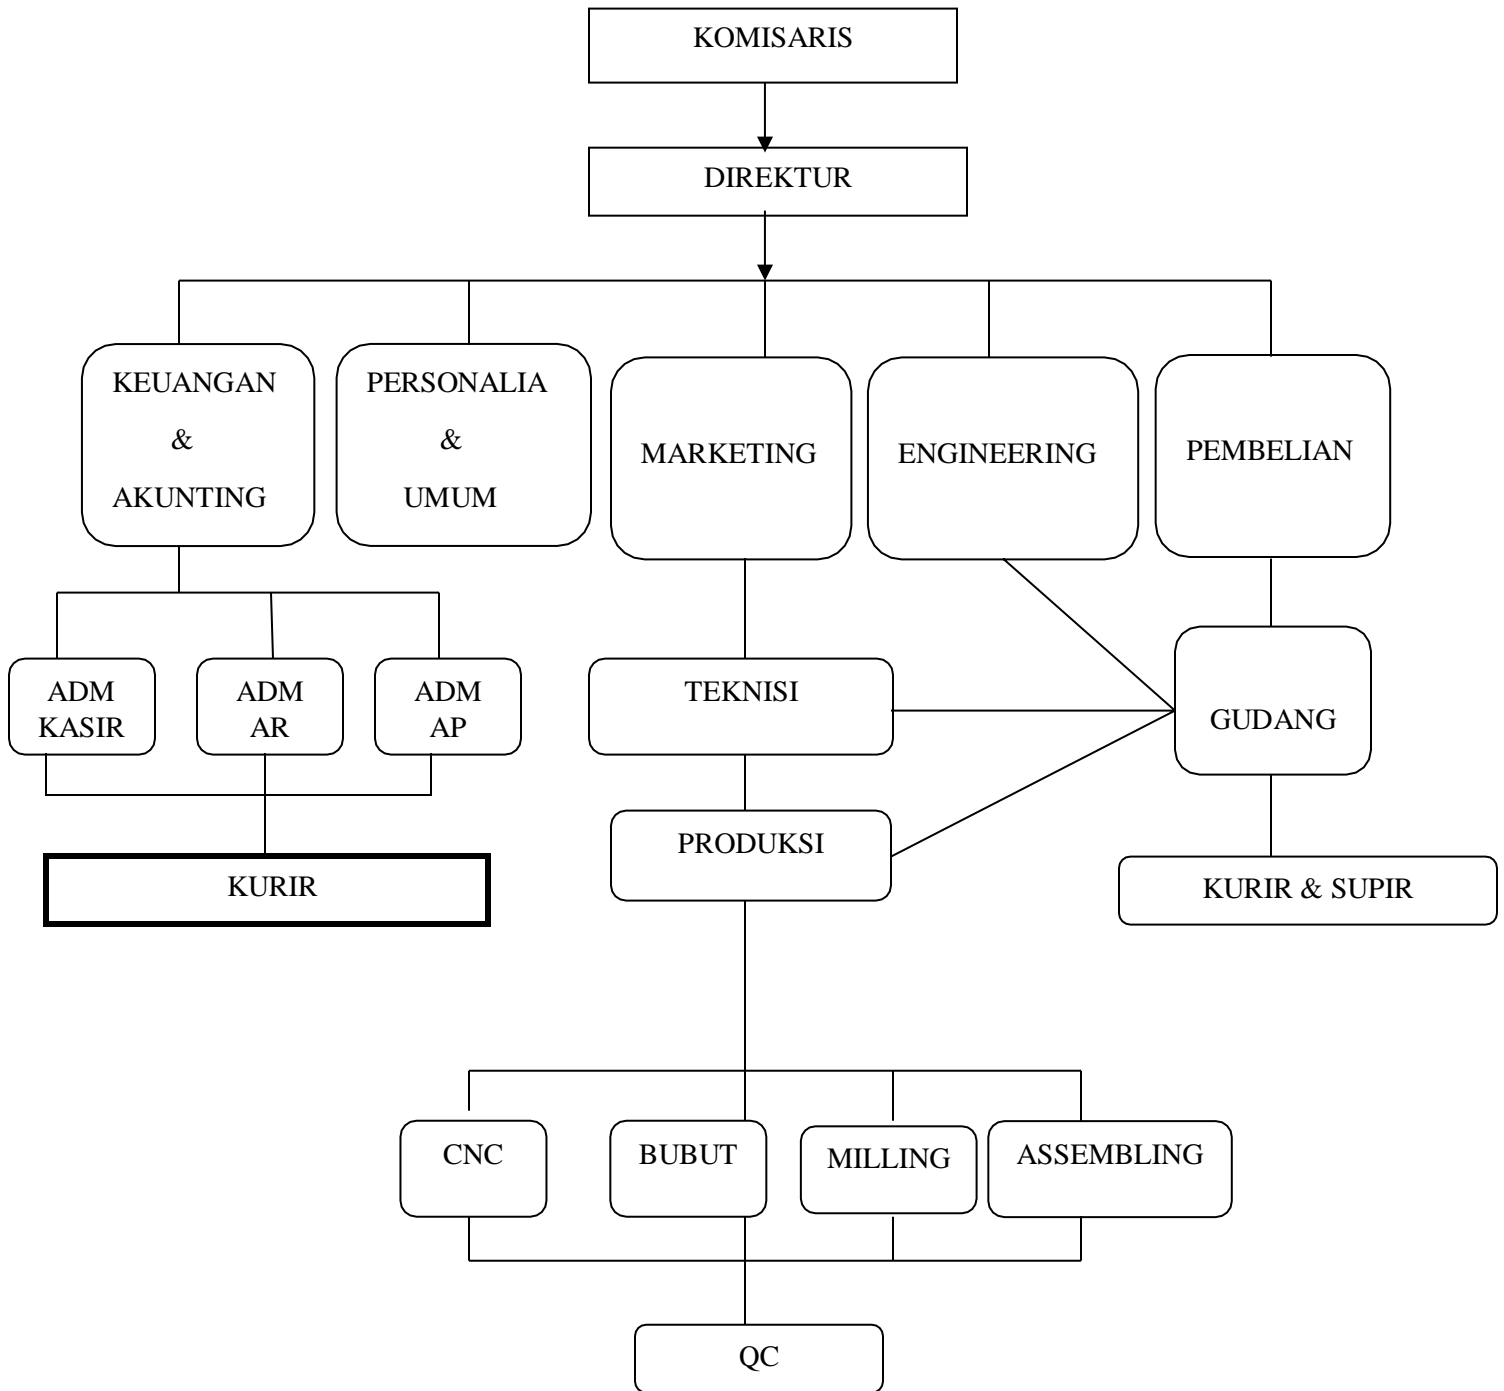 KOMISARIS
DIREKTUR
KEUANGAN
&
AKUNTING
PERSONALIA
&
UMUM
MARKETING
ENGINEERING
PEMBELIAN
ADM
KASIR
ADM
AR
ADM
AP
TEKNISI
GUDANG
PRODUKSI
KURIR
KURIR & SUPIR
CNC
BUBUT
MILLING
ASSEMBLING
QC